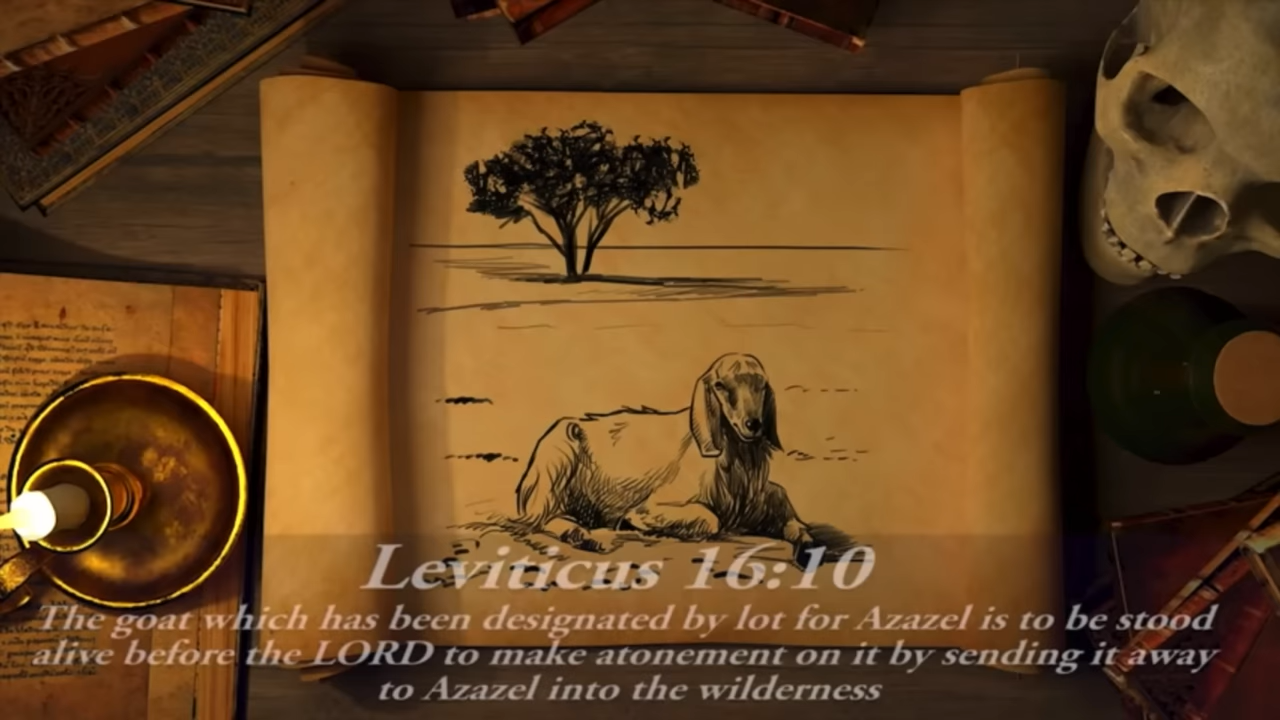 Leviticus 16:10
The goat which has been designated by lot for Azazel is to be stood
alive before the LORD to make atonement on it by sending it away
to Azazel into the wilderness